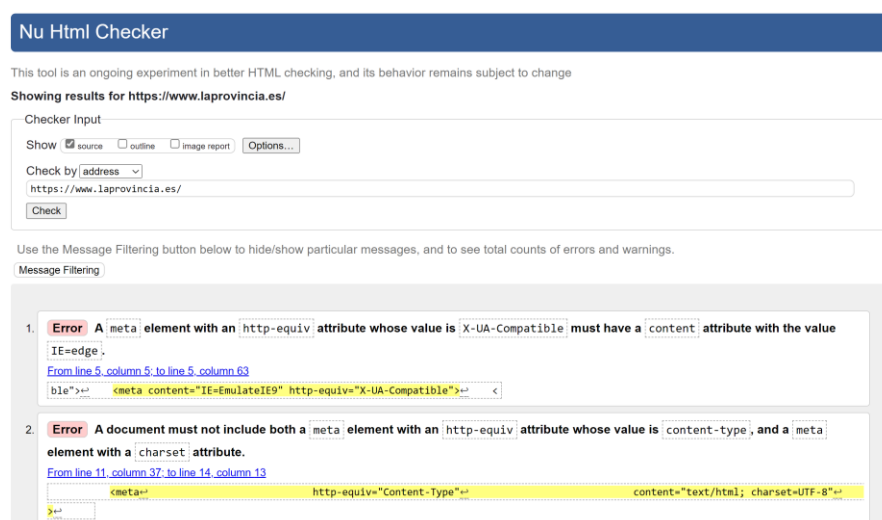 Nu Html Checker
This tool is an ongoing experiment in better HTML checking, and its behavior remains subject to change
Showing results for https://www.laprovincia.es/
Checker Input
Show source outline image report Options...
Check by address
https://www.laprovincia.es/
Check
Use the Message Filtering button below to hide/show particular messages, and to see total counts of errors and warnings.
Message Filtering
1. Error A meta element with an http-equiv attribute whose value is X-UA-Compatible must have a content attribute with the value
IE=edge.
From line 5, column 5; to line 5, column 63
ble">↩ <meta content="IE=EmulateIE9" http-equiv="X-UA-Compatible">↩ <
2. Error A document must not include both a meta element with an http-equiv attribute whose value is content-type, and a meta
element with a charset attribute.
From line 11, column 37; to line 14, column 13
<meta↩ http-equiv="Content-Type"↩ content="text/html; charset=UTF-8"↩
>↩